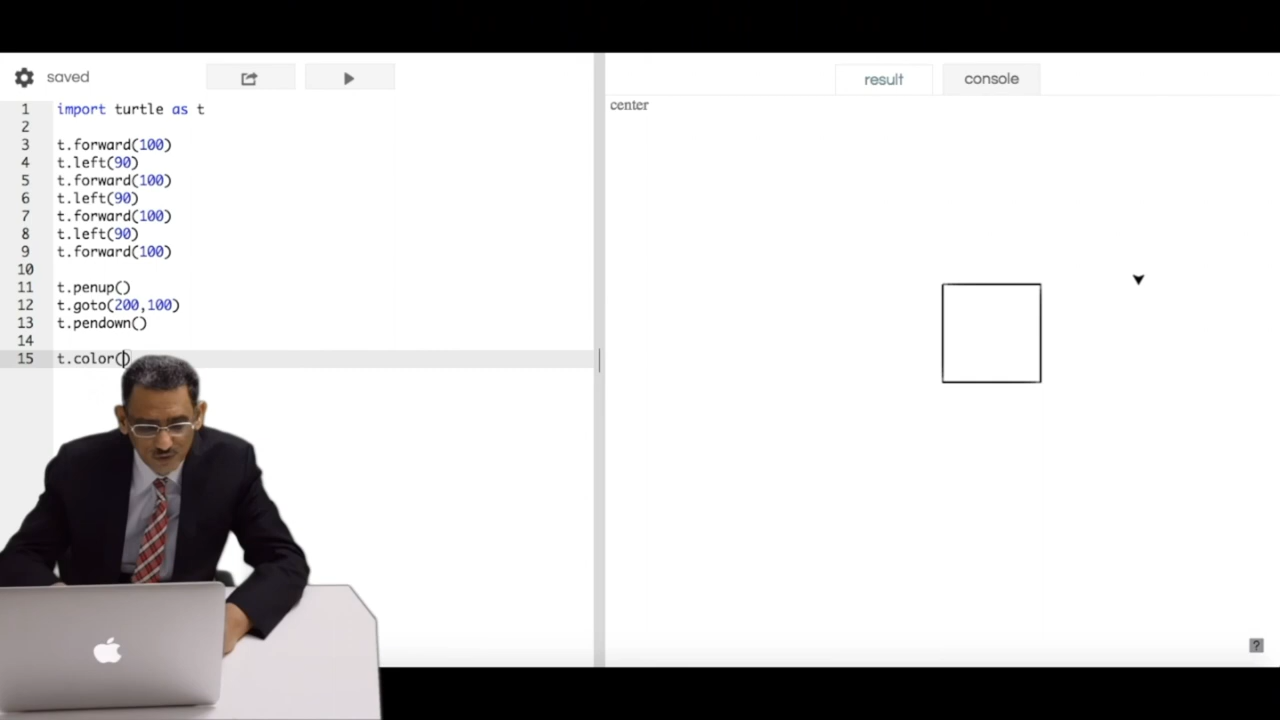 saved
result
console
1 import turtle as t
2
3 t.forward(100)
4 t.left(90)
5 t.forward(100)
6 t.left(90)
7 t.forward(100)
8 t.left(90)
9 t.forward(100)
10
11 t.penup()
12 t.goto(200,100)
13 t.pendown()
14
15 t.color()
center
?